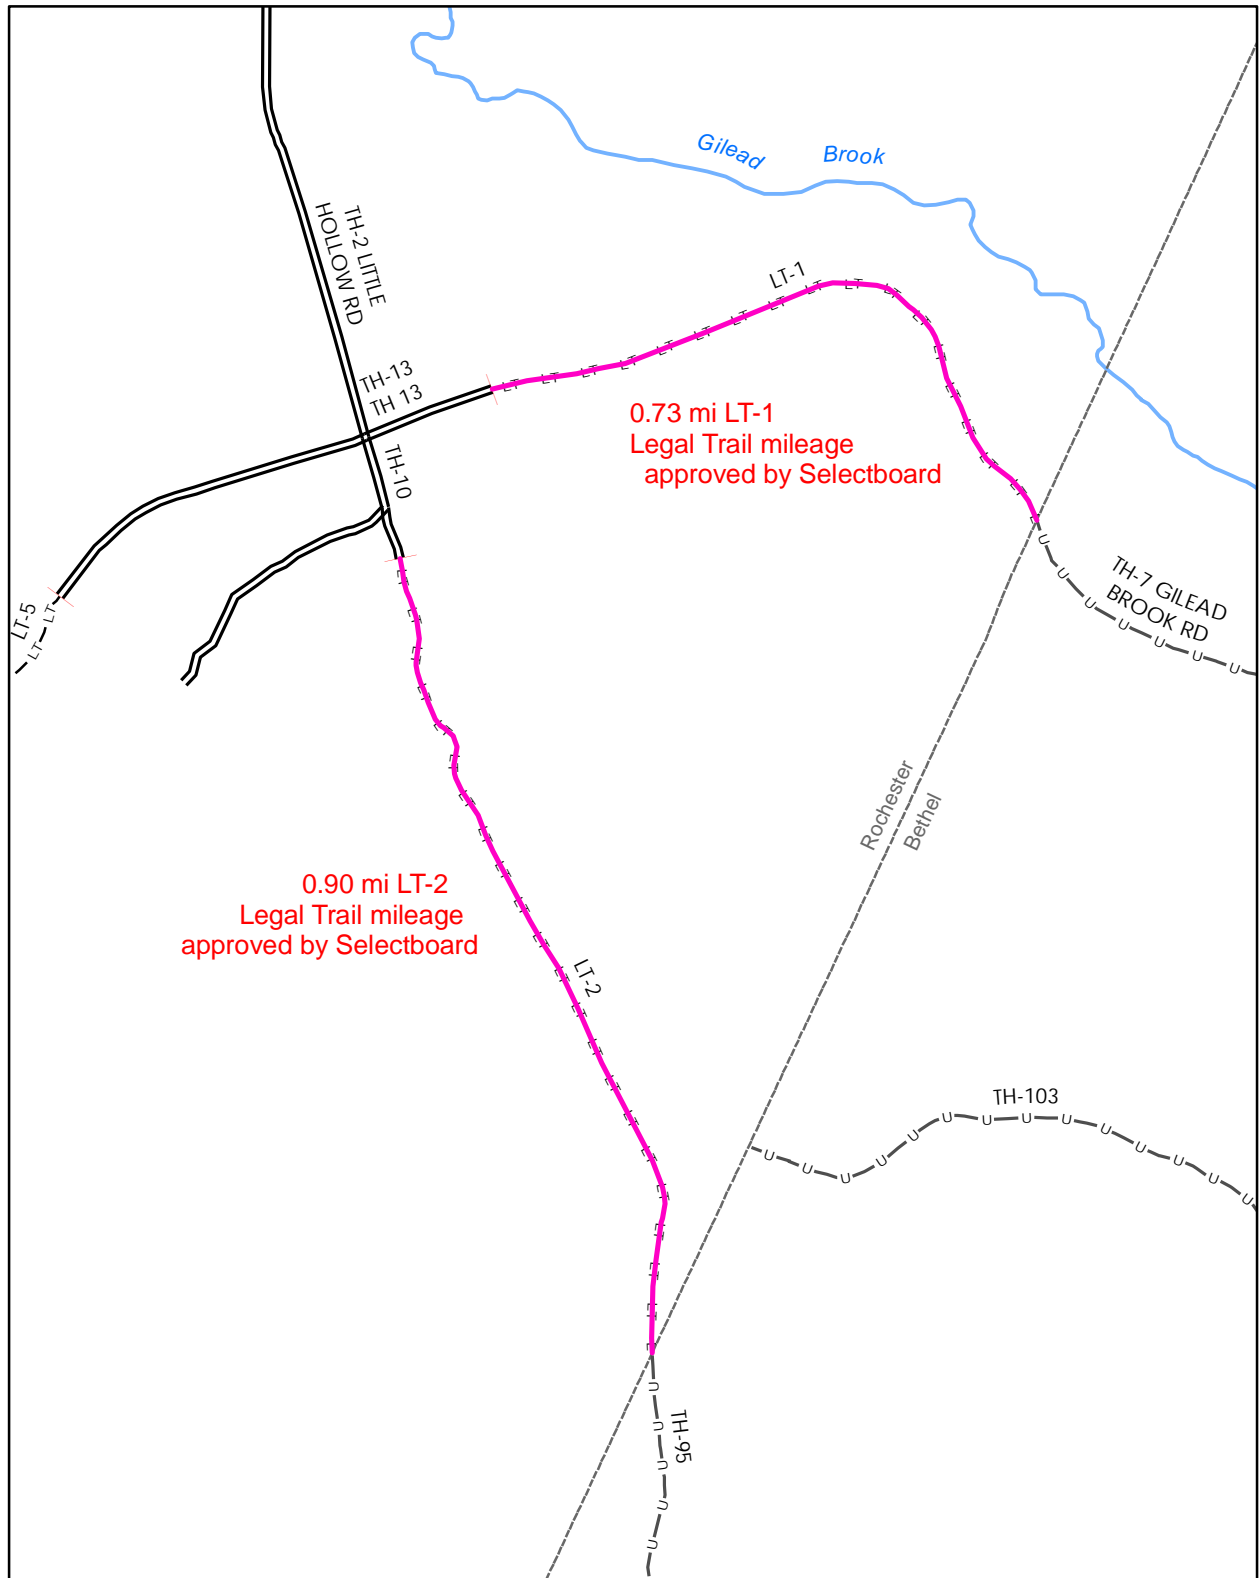 Gilead Brook
TH-2 LITTLE
HOLLOW RD
LT-1
TH-13
TH 13
0.73 mi LT-1
Legal Trail mileage
approved by Selectboard
TH-10
LT-5
TH-7 GILEAD
BROOK RD
Rochester
Bethel
0.90 mi LT-2
Legal Trail mileage
approved by Selectboard
LT-2
TH-103
TH-95